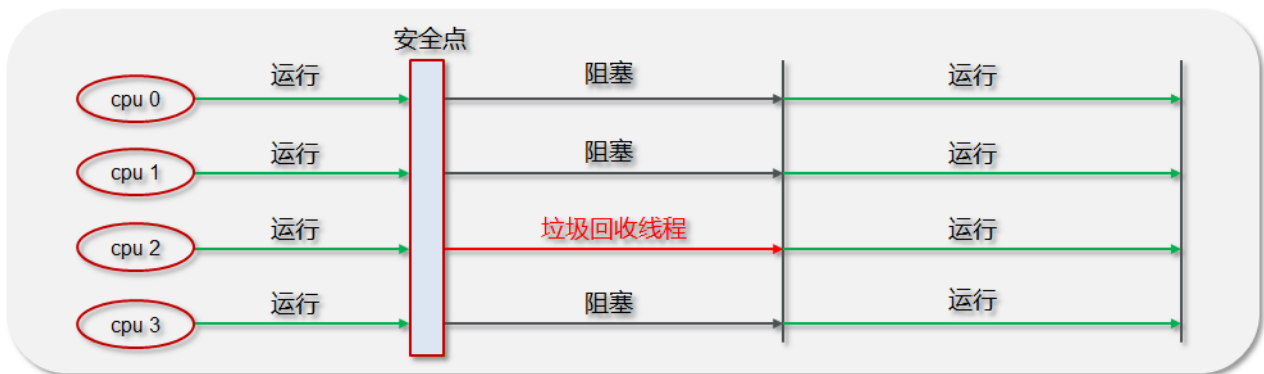 安全点
运行 阻塞 运行
cpu 0
运行 阻塞 运行
cpu 1
运行 垃圾回收线程 运行
cpu 2
运行 阻塞 运行
cpu 3